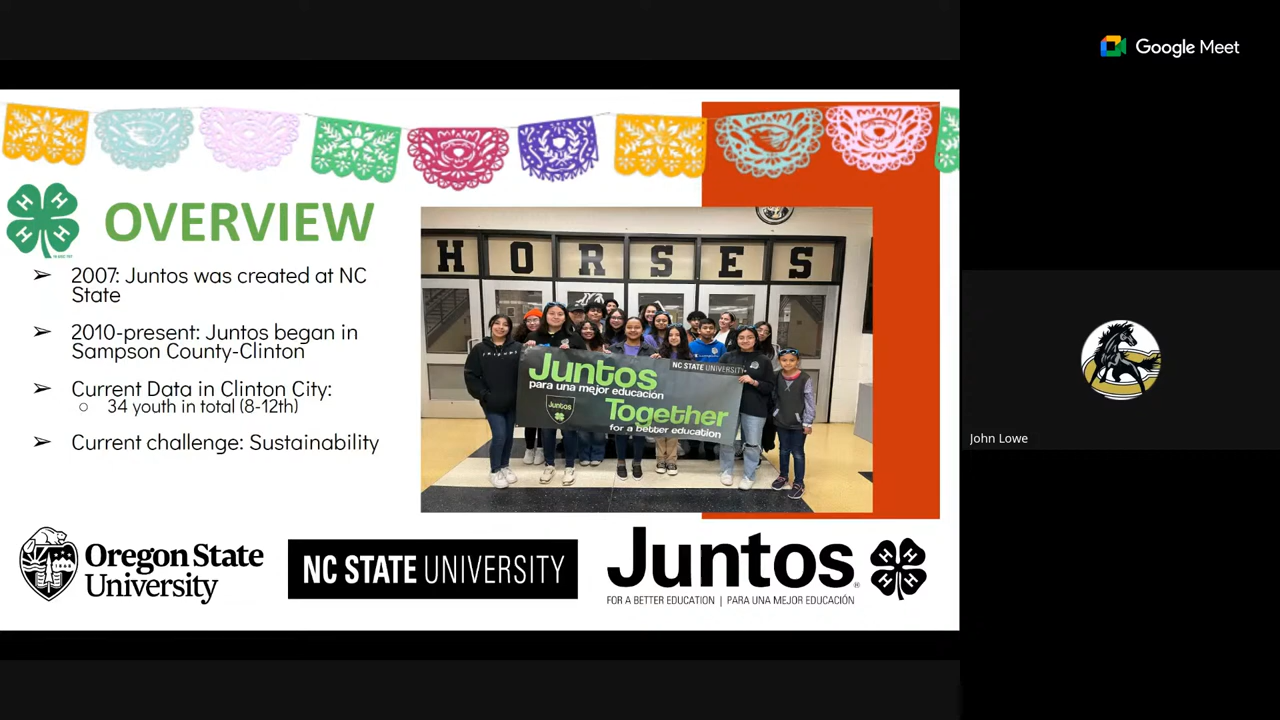 Google Meet
OVERVIEW
➢ 2007: Juntos was created at NC
State
➢ 2010-present: Juntos began in
Sampson County-Clinton
➢ Current Data in Clinton City:
○ 34 youth in total (8-12th)
➢ Current challenge: Sustainability
H H H H
HORSES
FRIENDS
NC STATE UNIVERSITY
Juntos
para una mejor educación
Juntos
Together
for a better education
John Lowe
Oregon State
University
NC STATE UNIVERSITY
Juntos®
FOR A BETTER EDUCATION | PARA UNA MEJOR EDUCACIÓN
H H H H